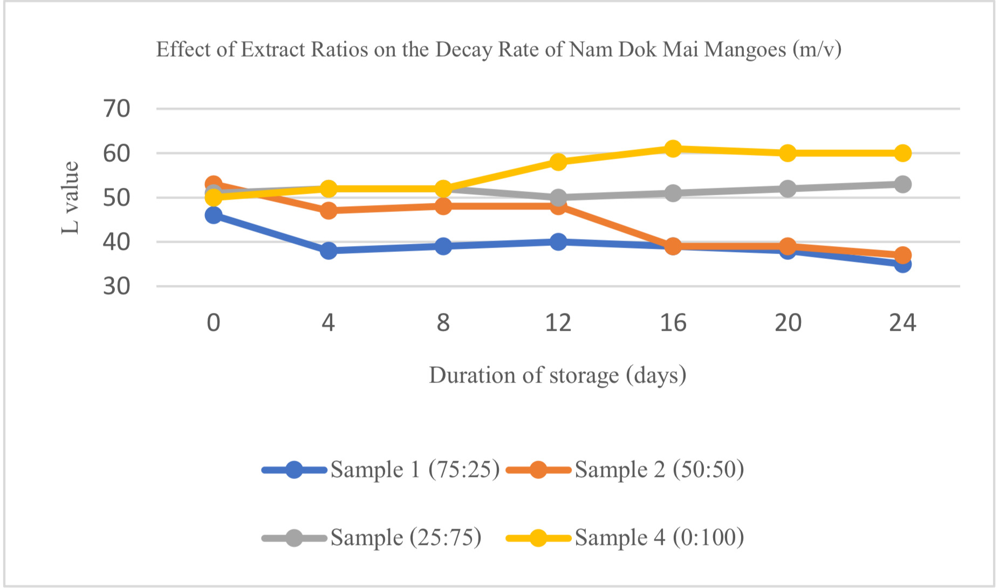 Effect of Extract Ratios on the Decay Rate of Nam Dok Mai Mangoes (m/v)
70
60
50
40
30
L value
0 4 8 12 16 20 24
Duration of storage (days)
Sample 1 (75:25) Sample 2 (50:50)
Sample (25:75) Sample 4 (0:100)